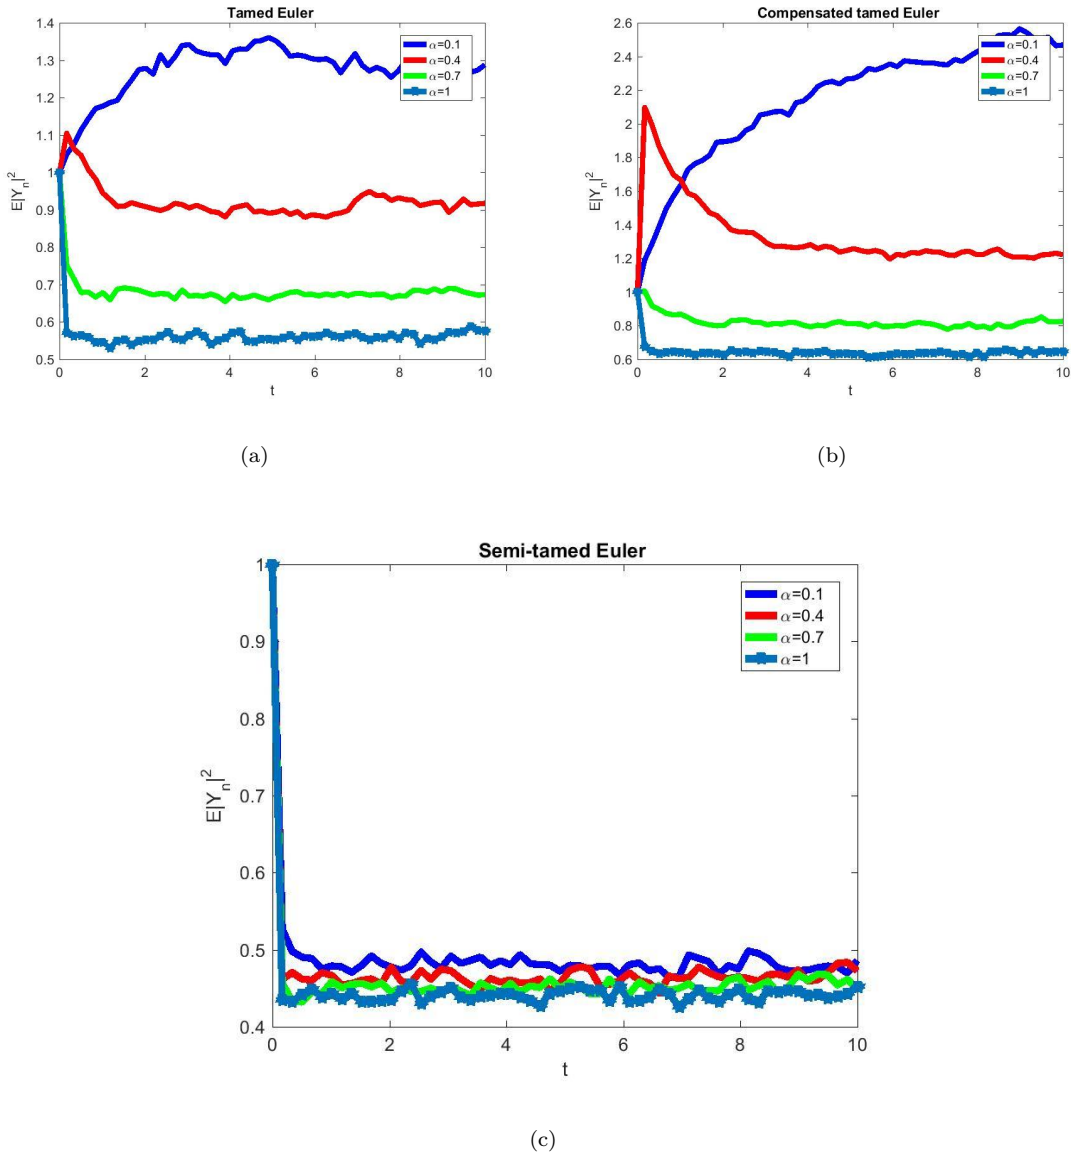 Tamed Euler
1.4
1.3
1.2
1.1
1
0.9
0.8
0.7
0.6
0.5
E|Y_n|^2
0 2 4 6 8 10
t
α=0.1
α=0.4
α=0.7
α=1
(a)
Compensated tamed Euler
2.6
2.4
2.2
2
1.8
1.6
1.4
1.2
1
0.8
0.6
E|Y_n|^2
0 2 4 6 8 10
t
α=0.1
α=0.4
α=0.7
α=1
(b)
Semi-tamed Euler
1
0.9
0.8
0.7
0.6
0.5
0.4
E|Y_n|^2
0 2 4 6 8 10
t
α=0.1
α=0.4
α=0.7
α=1
(c)